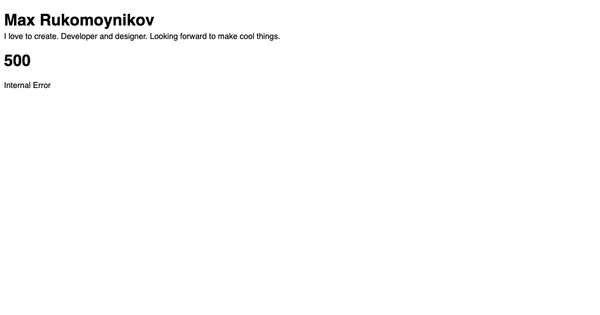 Max Rukomoynikov
I love to create. Developer and designer. Looking forward to make cool things.
500
Internal Error